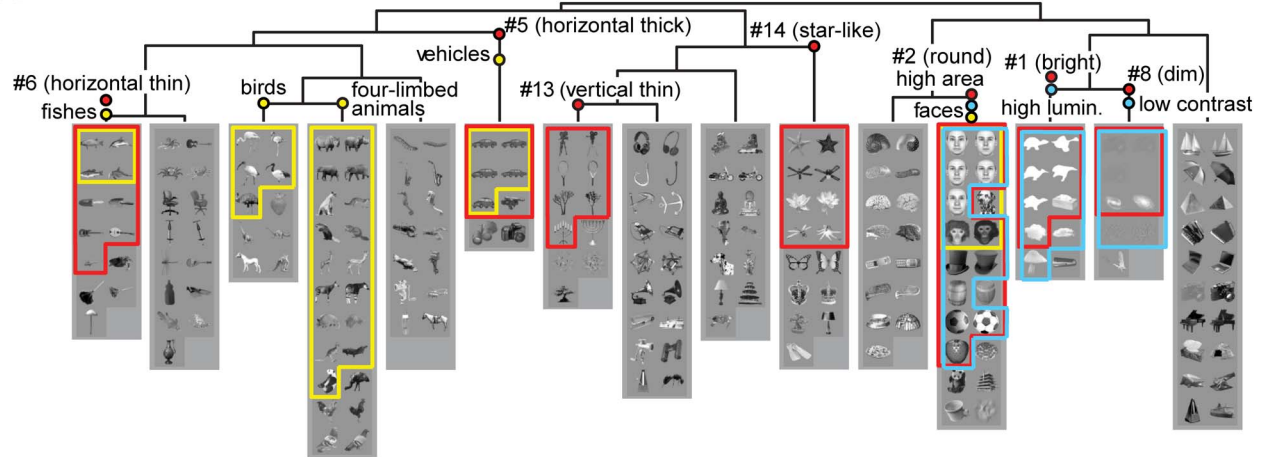 #5 (horizontal thick)
vehicles
#14 (star-like)
#6 (horizontal thin)
fishes
birds
four-limbed
animals
#13 (vertical thin)
#2 (round)
high area
faces
#1 (bright)
high lumin.
#8 (dim)
low contrast